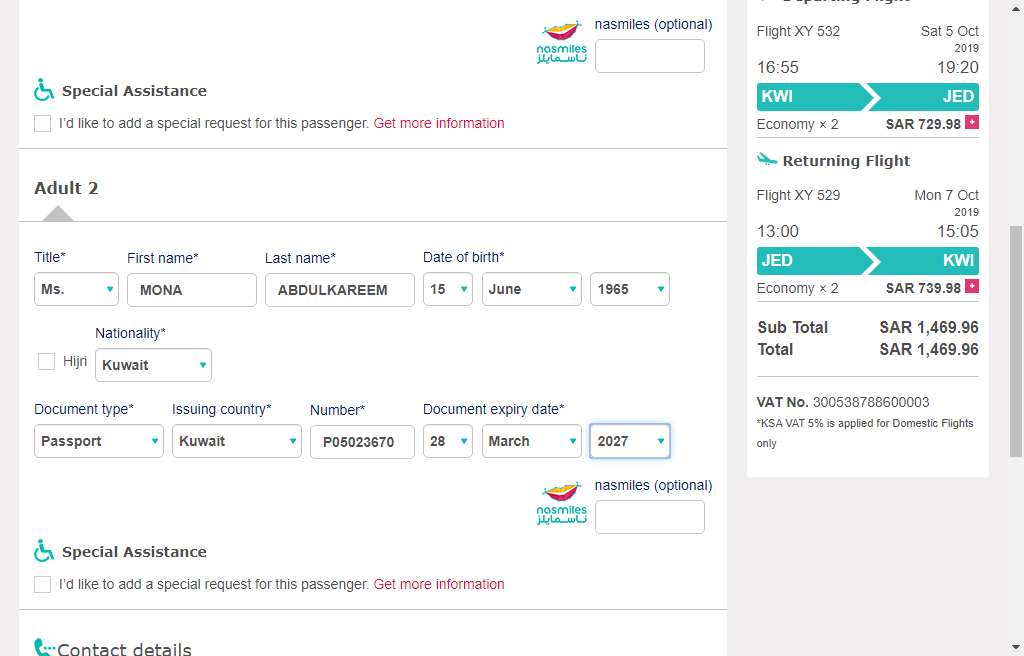 nasmiles (optional)
nasmiles
ناسمايلز
Special Assistance
I'd like to add a special request for this passenger. Get more information
Adult 2
Title*
First name*
Last name*
Date of birth*
Ms.
MONA
ABDULKAREEM
15
June
1965
Nationality*
Hijri
Kuwait
Document type*
Issuing country*
Number*
Document expiry date*
Passport
Kuwait
P05023670
28
March
2027
nasmiles (optional)
nasmiles
ناسمايلز
Special Assistance
I'd like to add a special request for this passenger. Get more information
Contact details
Departing Flight
Flight XY 532
Sat 5 Oct
2019
16:55
19:20
KWI
JED
Economy × 2
SAR 729.98 +
Returning Flight
Flight XY 529
Mon 7 Oct
2019
13:00
15:05
JED
KWI
Economy × 2
SAR 739.98 +
Sub Total
SAR 1,469.96
Total
SAR 1,469.96
VAT No. 300538788600003
*KSA VAT 5% is applied for Domestic Flights
only